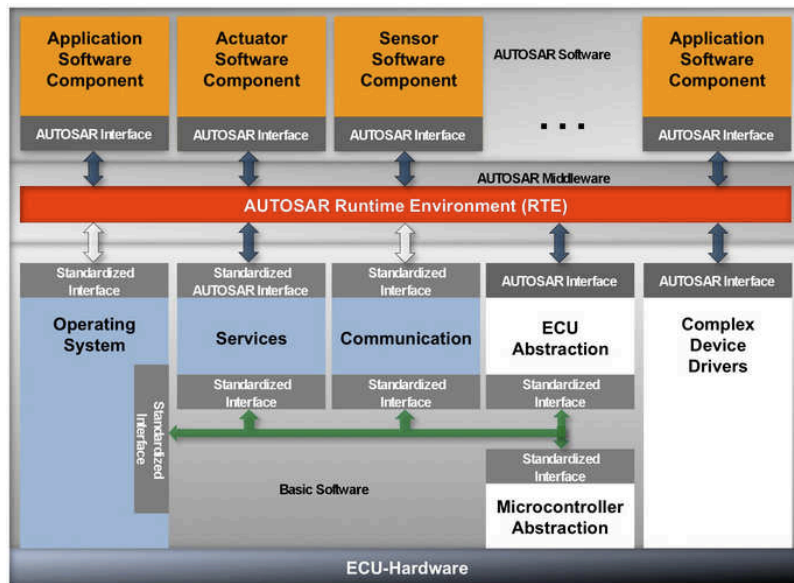 Application
Software
Component
Actuator
Software
Component
Sensor
Software
Component
AUTOSAR Software
Application
Software
Component
AUTOSAR Interface
AUTOSAR Interface
AUTOSAR Interface
...
AUTOSAR Interface
AUTOSAR Middleware
AUTOSAR Runtime Environment (RTE)
Standardized
Interface
Standardized
AUTOSAR Interface
Standardized
Interface
AUTOSAR Interface
AUTOSAR Interface
Operating
System
Services
Communication
ECU
Abstraction
Complex
Device
Drivers
Standardized
Interface
Standardized
Interface
Standardized
Interface
Standardized
Interface
Standardized
Interface
Basic Software
Microcontroller
Abstraction
ECU-Hardware